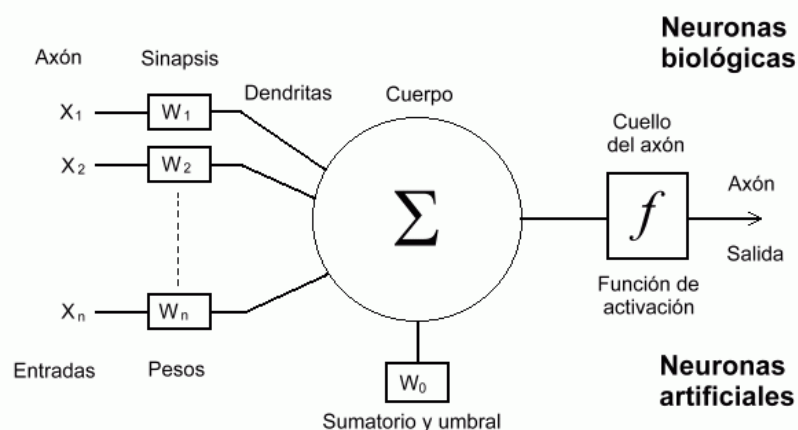 Neuronas
biológicas
Axón
Sinapsis
Dendritas
Cuerpo
Cuello
del axón
X1
W1
X2
W2
Σ
f
Axón
Salida
Xn
Wn
Función de
activación
Entradas
Pesos
W0
Neuronas
artificiales
Sumatorio y umbral